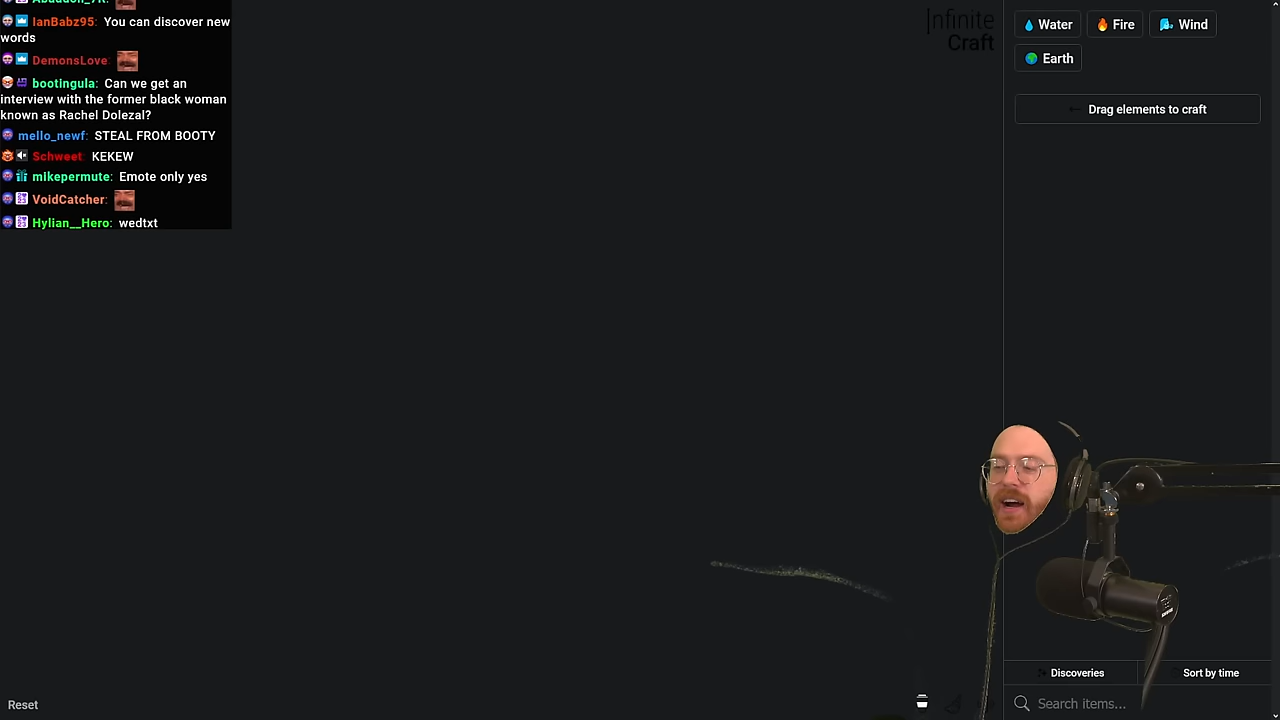 Abaddon_7K:
IanBabz95: You can discover new
words
DemonsLove:
bootingula: Can we get an
interview with the former black woman
known as Rachel Dolezal?
mello_newf: STEAL FROM BOOTY
Schweet: KEKEW
mikepermute: Emote only yes
VoidCatcher:
Hylian__Hero: wedtxt
Infinite
Craft
Water Fire Wind
Earth
Drag elements to craft
Discoveries Sort by time
Search items...
Reset